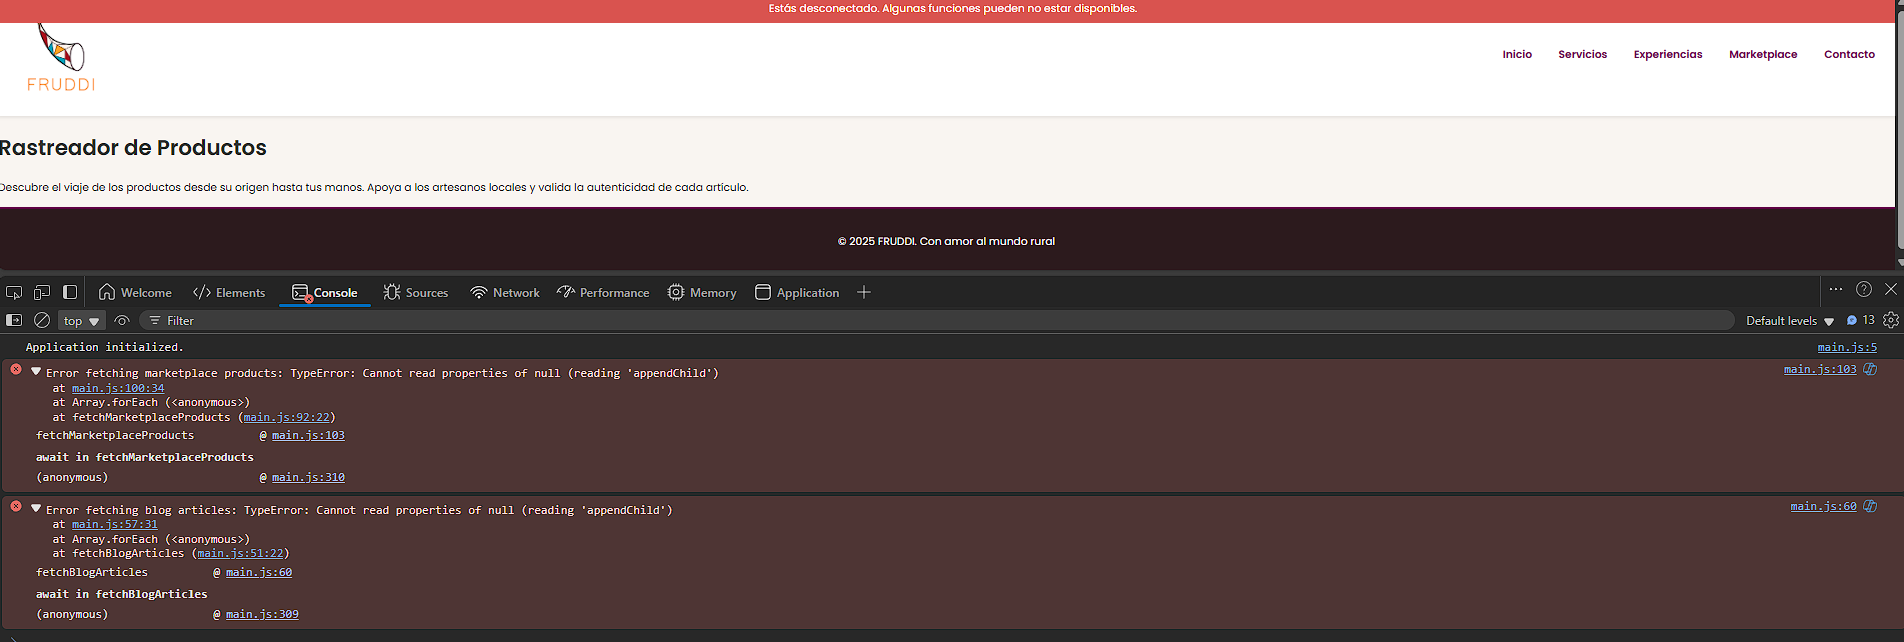 Estás desconectado. Algunas funciones pueden no estar disponibles.
FRUDDI
Inicio Servicios Experiencias Marketplace Contacto
Rastreador de Productos
Descubre el viaje de los productos desde su origen hasta tus manos. Apoya a los artesanos locales y valida la autenticidad de cada artículo.
© 2025 FRUDDI. Con amor al mundo rural
Welcome Elements Console Sources Network Performance Memory Application
top Filter Default levels 13
Application initialized. main.js:5
Error fetching marketplace products: TypeError: Cannot read properties of null (reading 'appendChild') main.js:103
at main.js:100:34
at Array.forEach (<anonymous>)
at fetchMarketplaceProducts (main.js:92:22)
fetchMarketplaceProducts @ main.js:103
await in fetchMarketplaceProducts
(anonymous) @ main.js:310
Error fetching blog articles: TypeError: Cannot read properties of null (reading 'appendChild') main.js:60
at main.js:57:31
at Array.forEach (<anonymous>)
at fetchBlogArticles (main.js:51:22)
fetchBlogArticles @ main.js:60
await in fetchBlogArticles
(anonymous) @ main.js:309